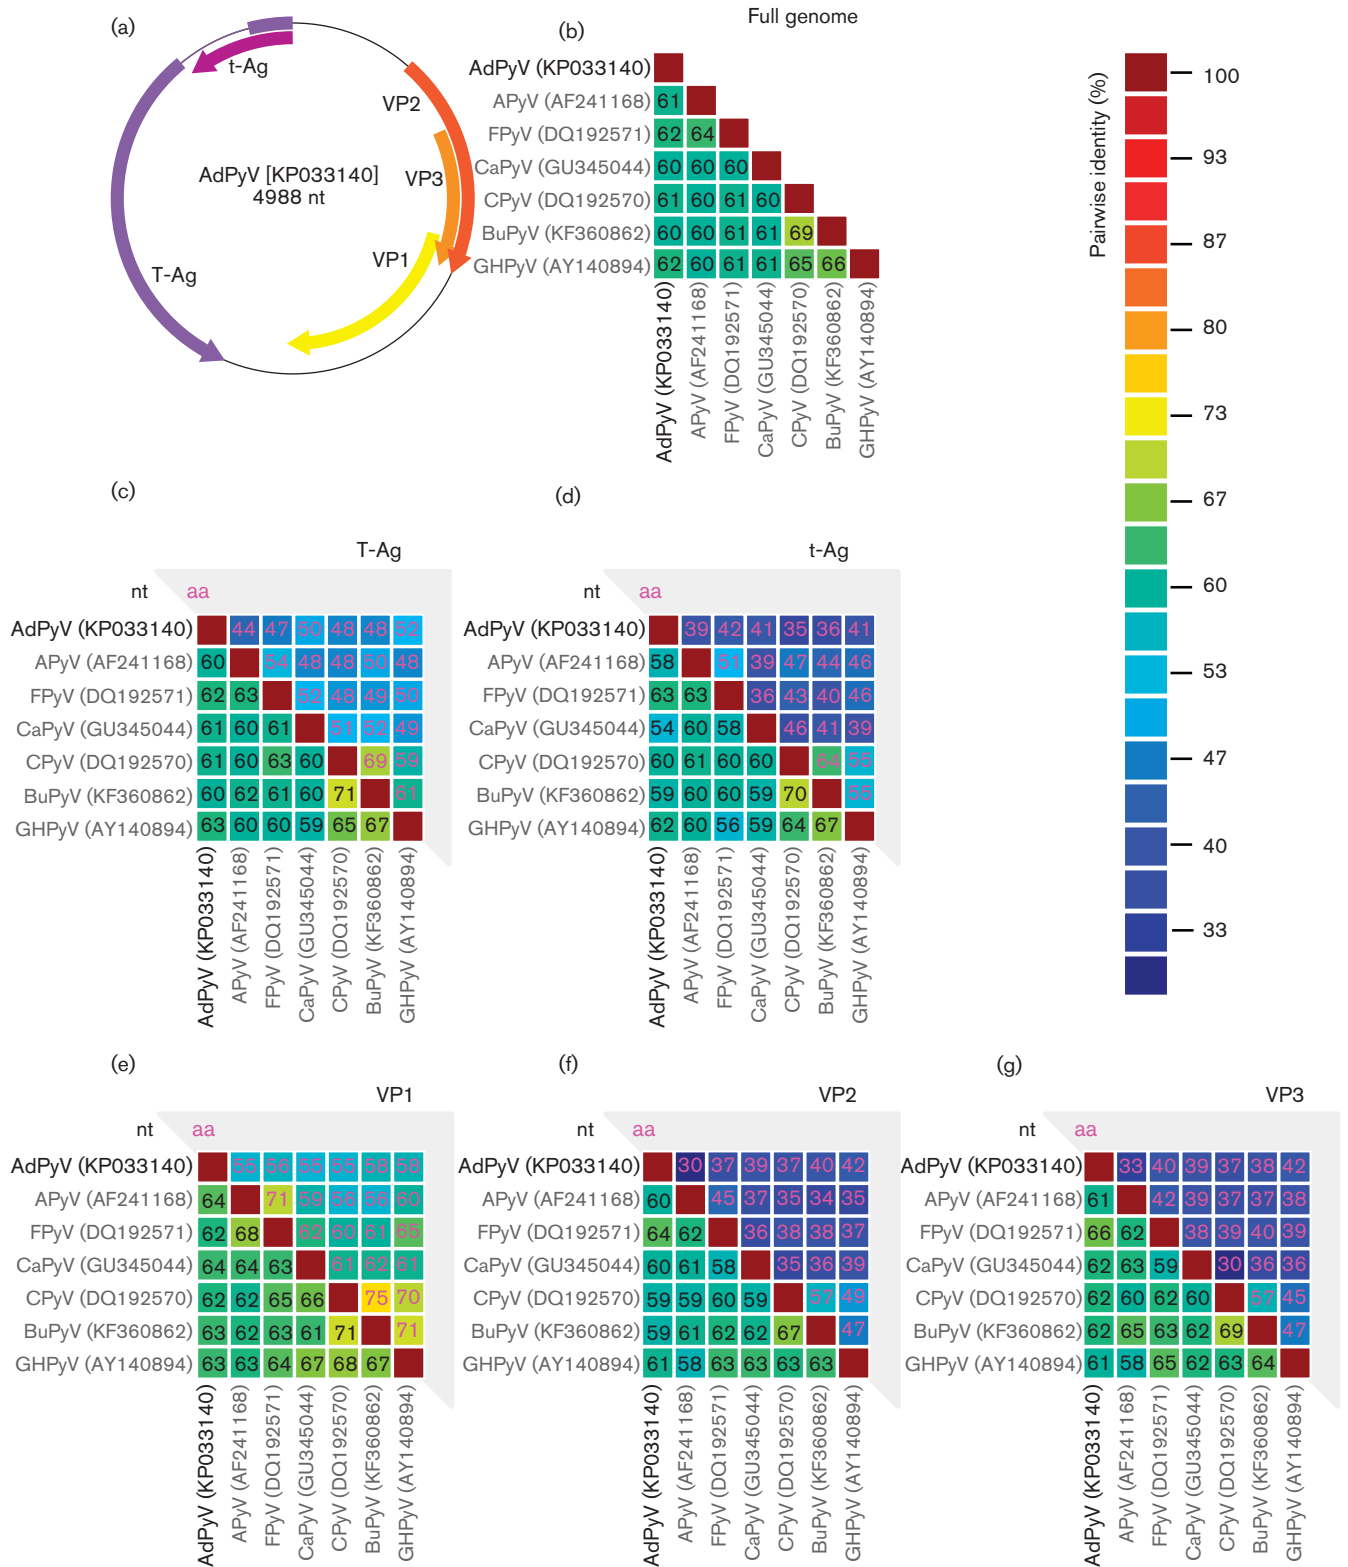 (a)
t-Ag
VP2
AdPyV [KP033140]
4988 nt
VP3
VP1
T-Ag
(b)
Full genome
AdPyV (KP033140)
APyV (AF241168) 61
FPyV (DQ192571) 62 64
CaPyV (GU345044) 60 60 60
CPyV (DQ192570) 61 60 61 60
BuPyV (KF360862) 60 60 61 61 69
GHPyV (AY140894) 62 60 61 61 65 66
AdPyV (KP033140)
APyV (AF241168)
FPyV (DQ192571)
CaPyV (GU345044)
CPyV (DQ192570)
BuPyV (KF360862)
GHPyV (AY140894)
Pairwise identity (%)
100
93
87
80
73
67
60
53
47
40
33
(c)
T-Ag
nt aa
AdPyV (KP033140) 44 47 50 48 48 52
APyV (AF241168) 60 54 48 48 50 48
FPyV (DQ192571) 62 63 52 48 49 50
CaPyV (GU345044) 61 60 61 51 52 49
CPyV (DQ192570) 61 60 63 60 69 59
BuPyV (KF360862) 60 62 61 60 71 61
GHPyV (AY140894) 63 60 60 59 65 67
AdPyV (KP033140)
APyV (AF241168)
FPyV (DQ192571)
CaPyV (GU345044)
CPyV (DQ192570)
BuPyV (KF360862)
GHPyV (AY140894)
(d)
t-Ag
nt aa
AdPyV (KP033140) 39 42 41 35 36 41
APyV (AF241168) 58 51 39 47 44 46
FPyV (DQ192571) 63 63 36 43 40 46
CaPyV (GU345044) 54 60 58 46 41 39
CPyV (DQ192570) 60 61 60 60 64 55
BuPyV (KF360862) 59 60 60 59 70 55
GHPyV (AY140894) 62 60 56 59 64 67
AdPyV (KP033140)
APyV (AF241168)
FPyV (DQ192571)
CaPyV (GU345044)
CPyV (DQ192570)
BuPyV (KF360862)
GHPyV (AY140894)
(e)
VP1
nt aa
AdPyV (KP033140) 55 56 55 55 58 58
APyV (AF241168) 64 71 59 56 56 60
FPyV (DQ192571) 62 68 62 60 61 65
CaPyV (GU345044) 64 64 63 61 62 61
CPyV (DQ192570) 62 62 65 66 75 70
BuPyV (KF360862) 63 62 63 61 71 71
GHPyV (AY140894) 63 63 64 67 68 67
AdPyV (KP033140)
APyV (AF241168)
FPyV (DQ192571)
CaPyV (GU345044)
CPyV (DQ192570)
BuPyV (KF360862)
GHPyV (AY140894)
(f)
VP2
nt aa
AdPyV (KP033140) 30 37 39 37 40 42
APyV (AF241168) 60 45 37 35 34 35
FPyV (DQ192571) 64 62 36 38 38 37
CaPyV (GU345044) 60 61 58 35 36 39
CPyV (DQ192570) 59 59 60 59 57 49
BuPyV (KF360862) 59 61 62 62 67 47
GHPyV (AY140894) 61 58 63 63 63 63
AdPyV (KP033140)
APyV (AF241168)
FPyV (DQ192571)
CaPyV (GU345044)
CPyV (DQ192570)
BuPyV (KF360862)
GHPyV (AY140894)
(g)
VP3
nt aa
AdPyV (KP033140) 33 40 39 37 38 42
APyV (AF241168) 61 42 39 37 37 38
FPyV (DQ192571) 66 62 38 39 40 39
CaPyV (GU345044) 62 63 59 30 36 36
CPyV (DQ192570) 62 60 62 60 57 45
BuPyV (KF360862) 62 65 63 62 69 47
GHPyV (AY140894) 61 58 65 62 63 64
AdPyV (KP033140)
APyV (AF241168)
FPyV (DQ192571)
CaPyV (GU345044)
CPyV (DQ192570)
BuPyV (KF360862)
GHPyV (AY140894)